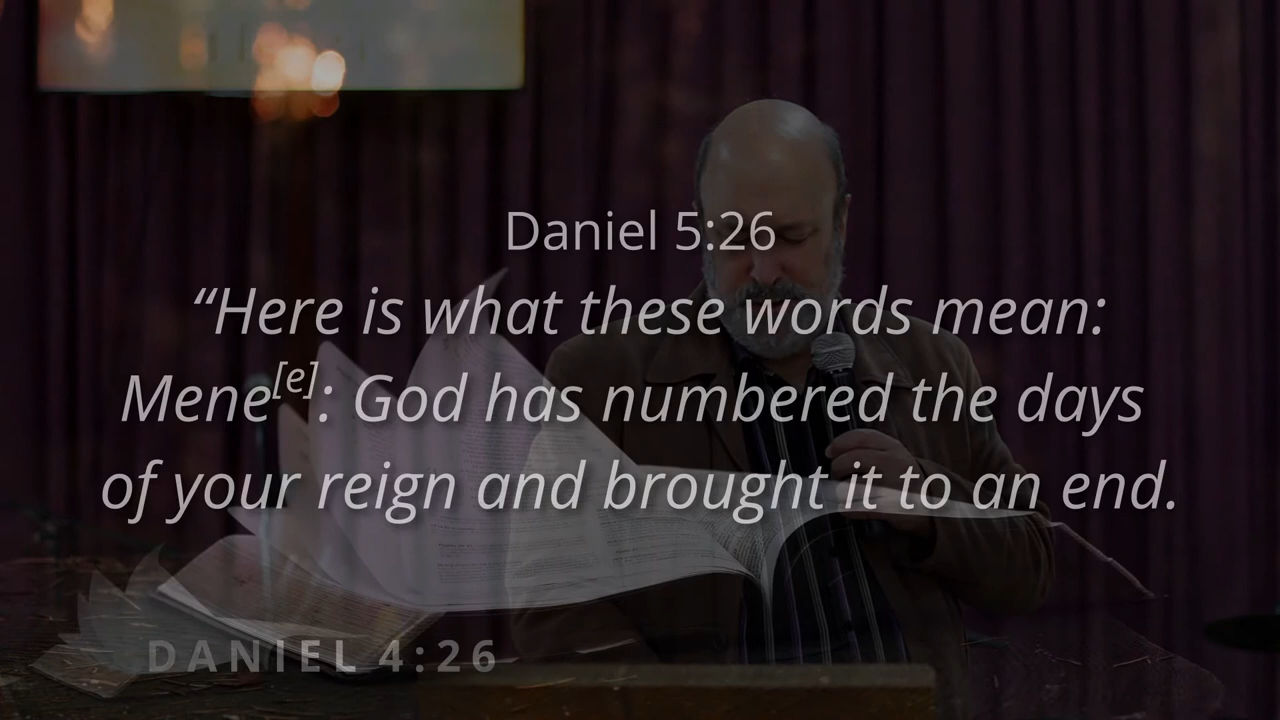 Daniel 5:26
“Here is what these words mean:
Mene[e]: God has numbered the days
of your reign and brought it to an end.
DANIEL 4:26